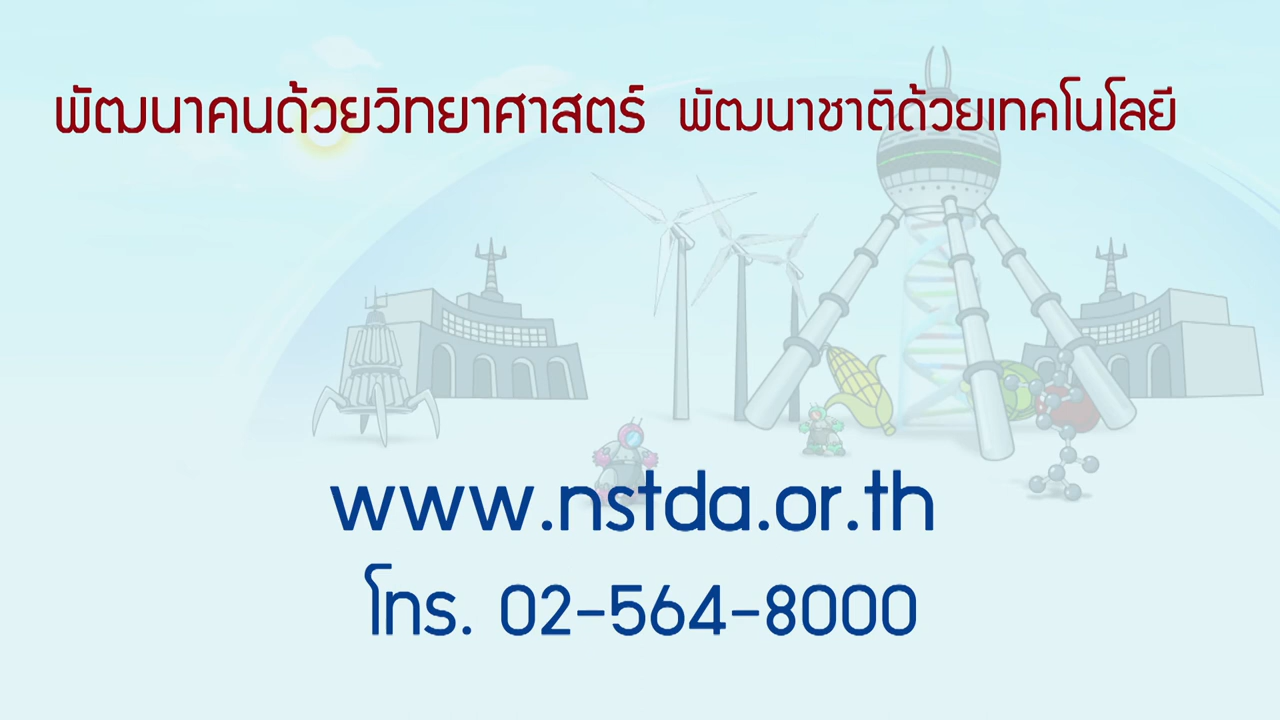 พัฒนาคนด้วยวิทยาศาสตร์ พัฒนาชาติด้วยเทคโนโลยี
www.nstda.or.th
โทร. 02-564-8000